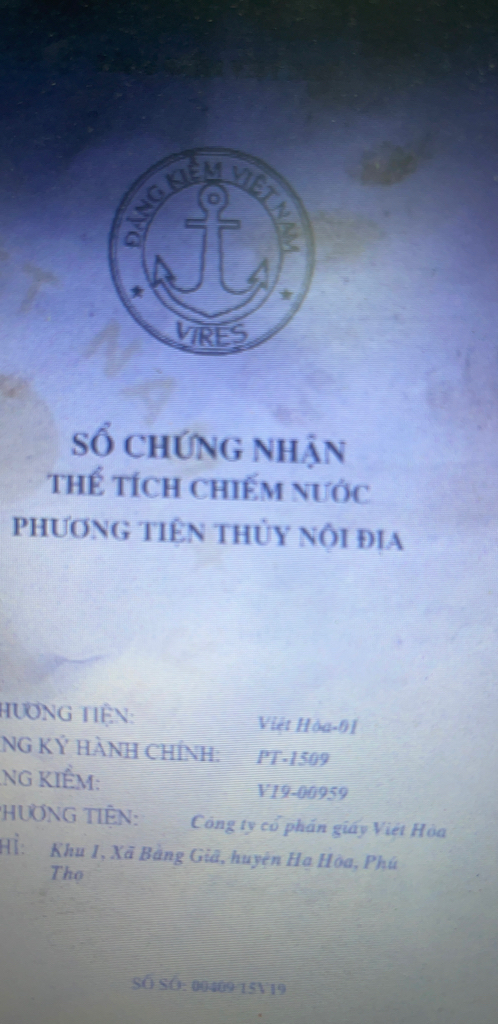 ĐĂNG KIỂM VIỆT NAM
VIRES
SỔ CHỨNG NHẬN
THỂ TÍCH CHIẾM NƯỚC
PHƯƠNG TIỆN THỦY NỘI ĐỊA
HƯƠNG TIỆN: Việt Hòa-01
NG KÝ HÀNH CHÍNH: PT-1509
NG KIỂM: V19-00959
HƯƠNG TIỆN: Công ty cổ phần giấy Việt Hòa
HỈ: Khu 1, Xã Bằng Giã, huyện Hạ Hòa, Phú
Thọ
SỐ SỔ: 00409/15V19